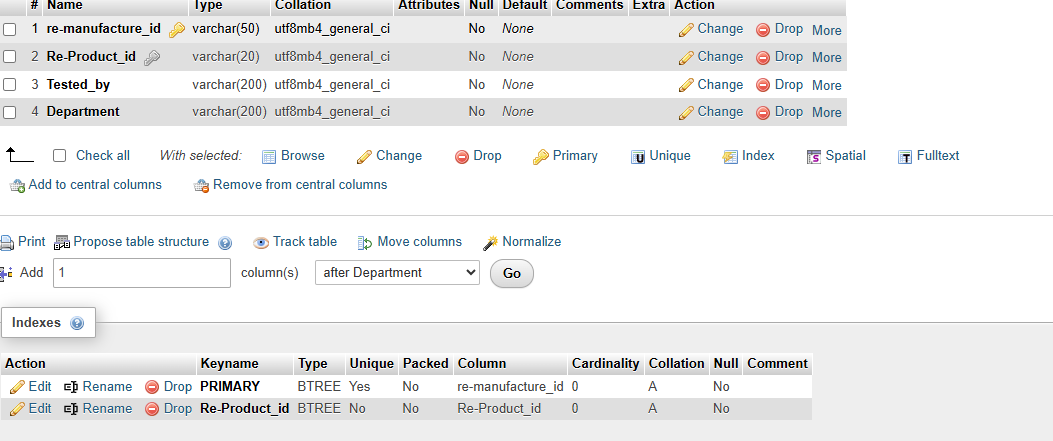 # Name Type Collation Attributes Null Default Comments Extra Action
1 re-manufacture_id varchar(50) utf8mb4_general_ci No None Change Drop More
2 Re-Product_id varchar(20) utf8mb4_general_ci No None Change Drop More
3 Tested_by varchar(200) utf8mb4_general_ci No None Change Drop More
4 Department varchar(200) utf8mb4_general_ci No None Change Drop More
Check all With selected: Browse Change Drop Primary Unique Index Spatial Fulltext
Add to central columns Remove from central columns
Print Propose table structure Track table Move columns Normalize
Add 1 column(s) after Department Go
Indexes
Action Keyname Type Unique Packed Column Cardinality Collation Null Comment
Edit Rename Drop PRIMARY BTREE Yes No re-manufacture_id 0 A No
Edit Rename Drop Re-Product_id BTREE No No Re-Product_id 0 A No